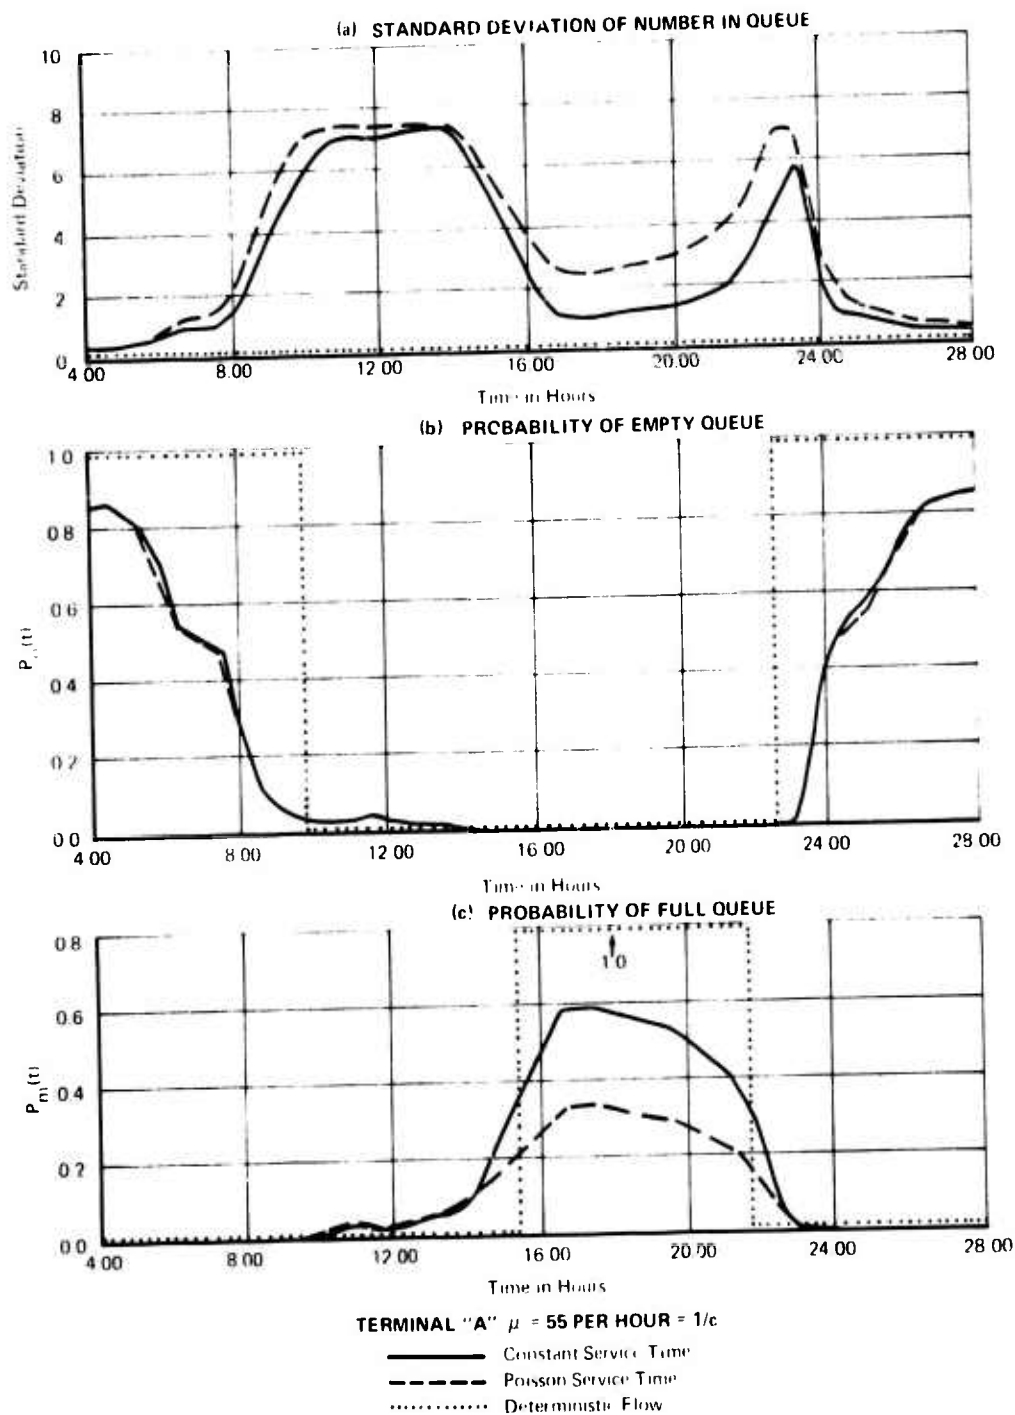 (a) STANDARD DEVIATION OF NUMBER IN QUEUE
10
8
6
4
2
0
Standard Deviation
4 00 8.00 12 00 16 00 20.00 24 00 28 00
Time in Hours
(b) PROBABILITY OF EMPTY QUEUE
1 0
0.8
0 6
0 4
0 2
0 0
(t)
4 00 8 00 12 00 16 00 20 00 24 00 28 00
Time in Hours
(c) PROBABILITY OF FULL QUEUE
0 8
0 6
0 4
0 2
0 0
Pm(t)
1 0
4 00 8 00 12 00 16 00 20 00 24 00 28 00
Time in Hours
TERMINAL "A" μ = 55 PER HOUR = 1/c
Constant Service Time
Poisson Service Time
Deterministic Flow